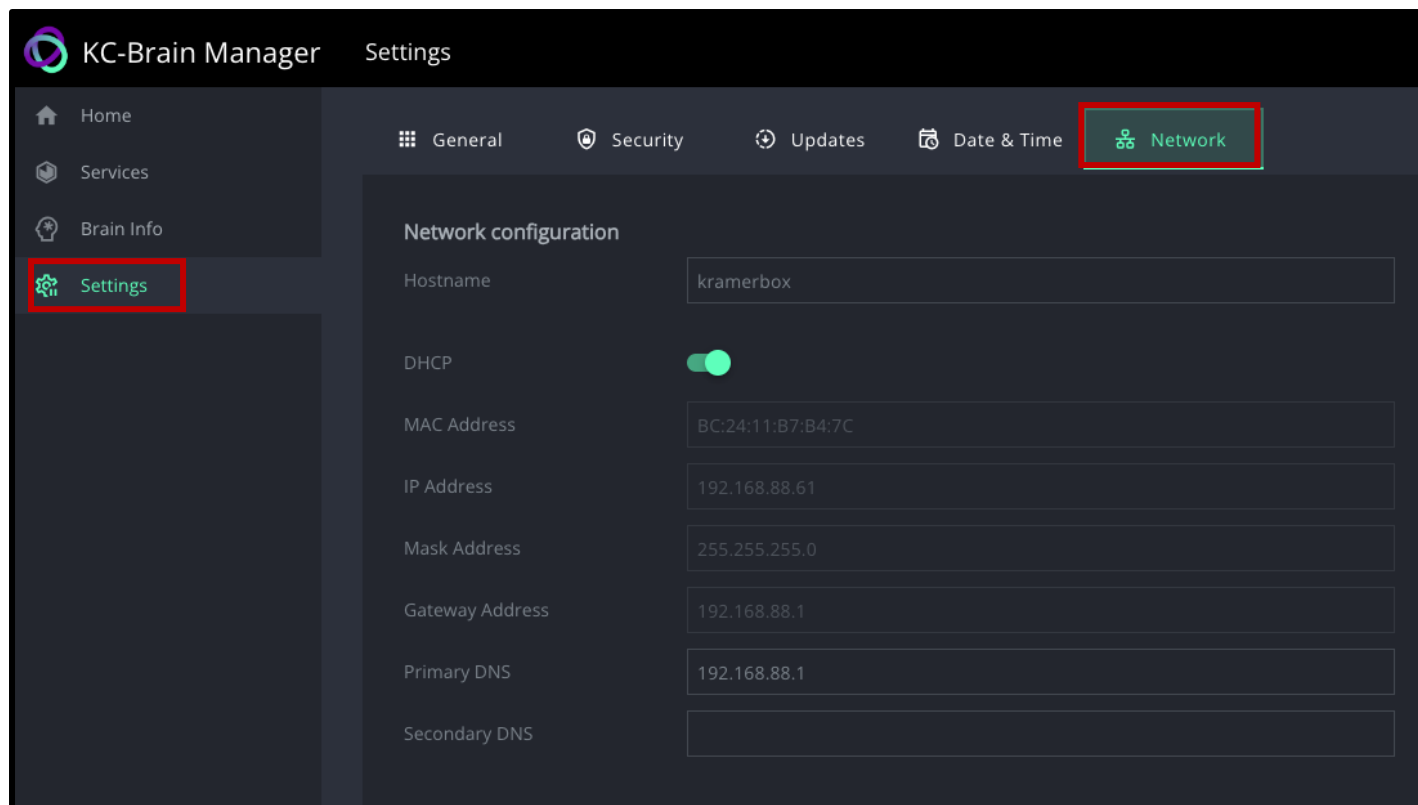 KC-Brain Manager
Settings
Home
Services
Brain Info
Settings
General
Security
Updates
Date & Time
Network
Network configuration
Hostname
kramerbox
DHCP
MAC Address
BC:24:11:B7:B4:7C
IP Address
192.168.88.61
Mask Address
255.255.255.0
Gateway Address
192.168.88.1
Primary DNS
192.168.88.1
Secondary DNS